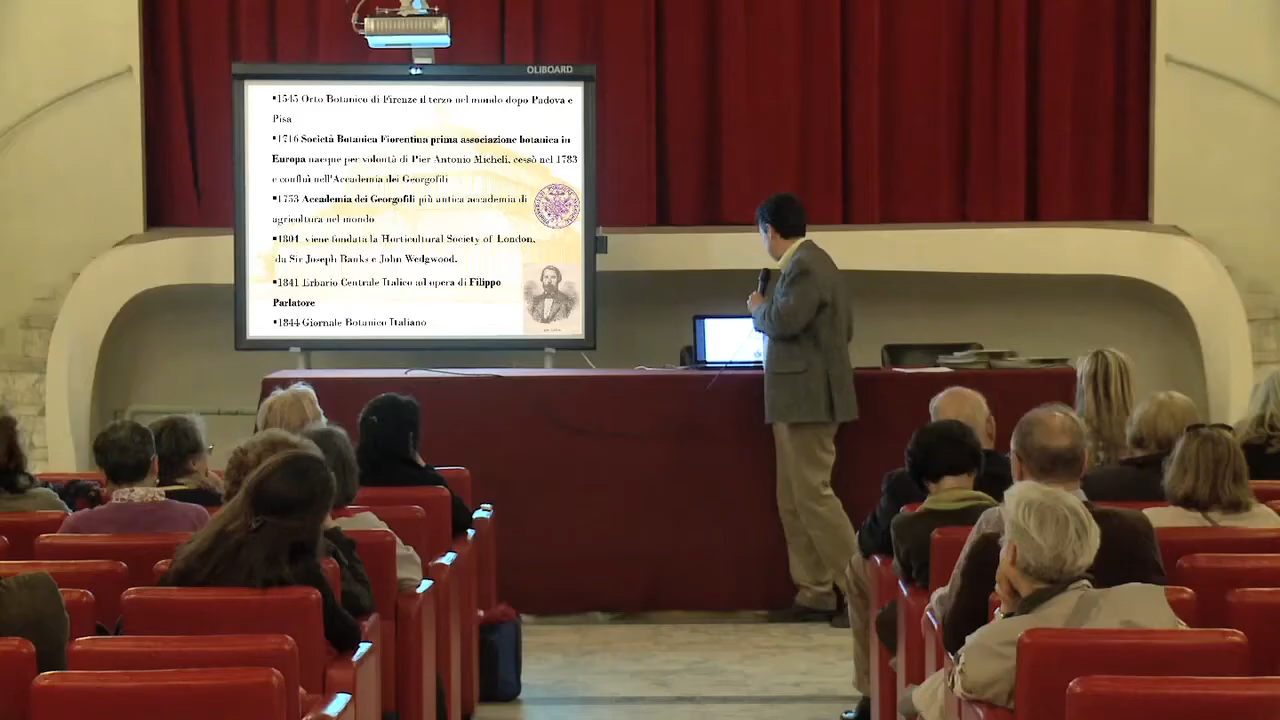 OLIBOARD
▪1545 Orto Botanico di Firenze il terzo nel mondo dopo Padova e
Pisa
▪1716 Società Botanica Fiorentina prima associazione botanica in
Europa nacque per volontà di Pier Antonio Micheli, cessò nel 1783
e confluì nell'Accademia dei Georgofili
▪1753 Accademia dei Georgofili più antica accademia di
agricoltura nel mondo
▪1804 viene fondata la Horticultural Society of London,
da Sir Joseph Banks e John Wedgwood.
▪1841 Erbario Centrale Italico ad opera di Filippo
Parlatore
▪1844 Giornale Botanico Italiano